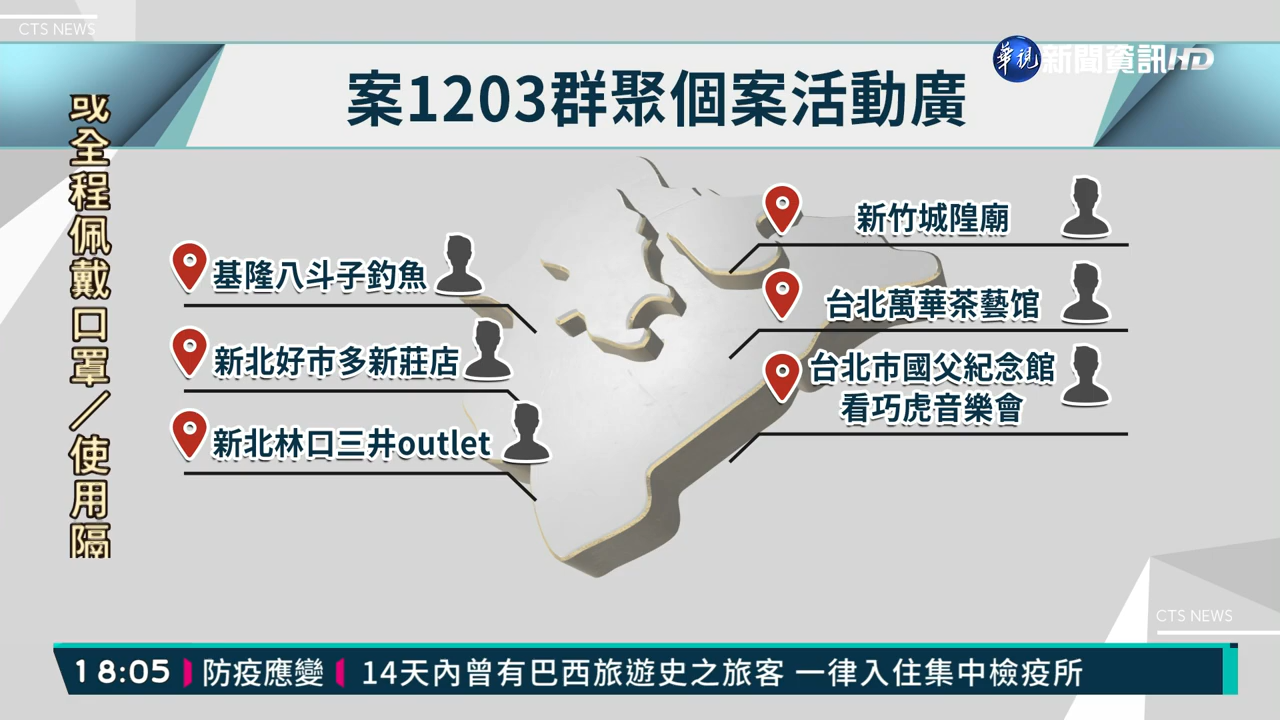 CTS NEWS
華視新聞資訊HD
案1203群聚個案活動廣
或全程佩戴口罩/使用隔
新竹城隍廟
基隆八斗子釣魚
台北萬華茶藝馆
新北好市多新莊店
台北市國父紀念館
看巧虎音樂會
新北林口三井outlet
CTS NEWS
18:05 防疫應變 14天內曾有巴西旅遊史之旅客 一律入住集中檢疫所